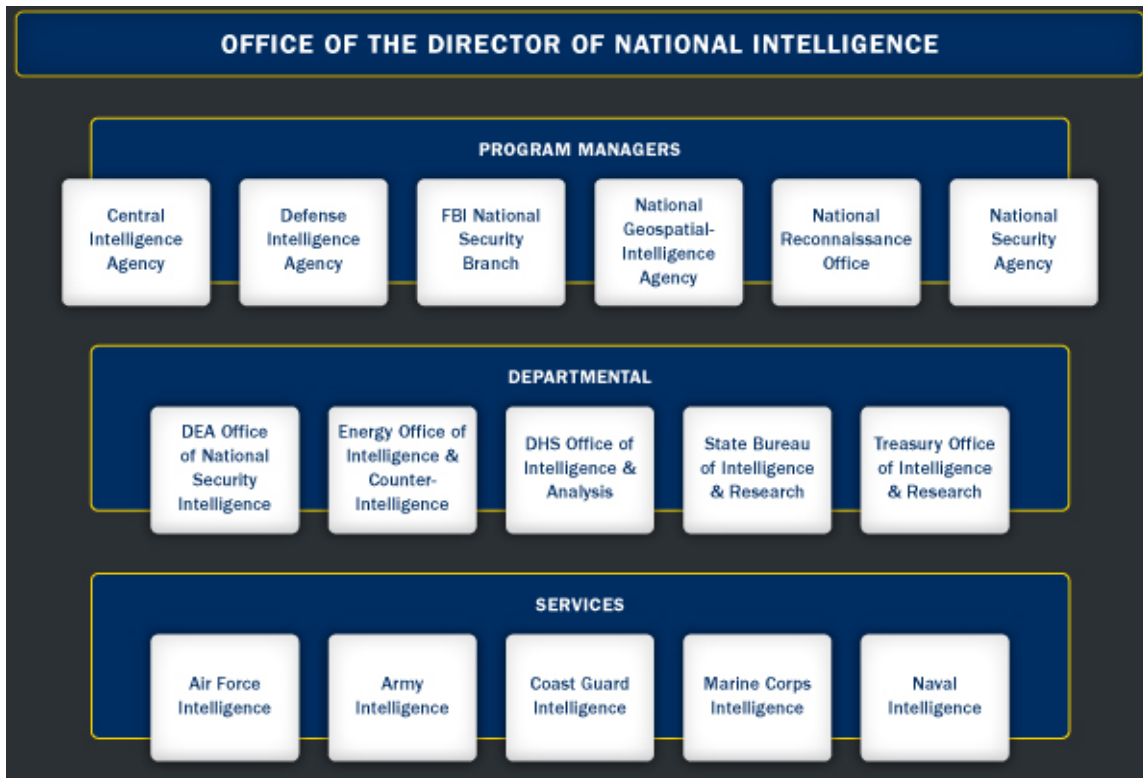 OFFICE OF THE DIRECTOR OF NATIONAL INTELLIGENCE
PROGRAM MANAGERS
Central
Intelligence
Agency
Defense
Intelligence
Agency
FBI National
Security
Branch
National
Geospatial-
Intelligence
Agency
National
Reconnaissance
Office
National
Security
Agency
DEPARTMENTAL
DEA Office
of National
Security
Intelligence
Energy Office of
Intelligence &
Counter-
Intelligence
DHS Office of
Intelligence &
Analysis
State Bureau
of Intelligence
& Research
Treasury Office
of Intelligence
& Research
SERVICES
Air Force
Intelligence
Army
Intelligence
Coast Guard
Intelligence
Marine Corps
Intelligence
Naval
Intelligence